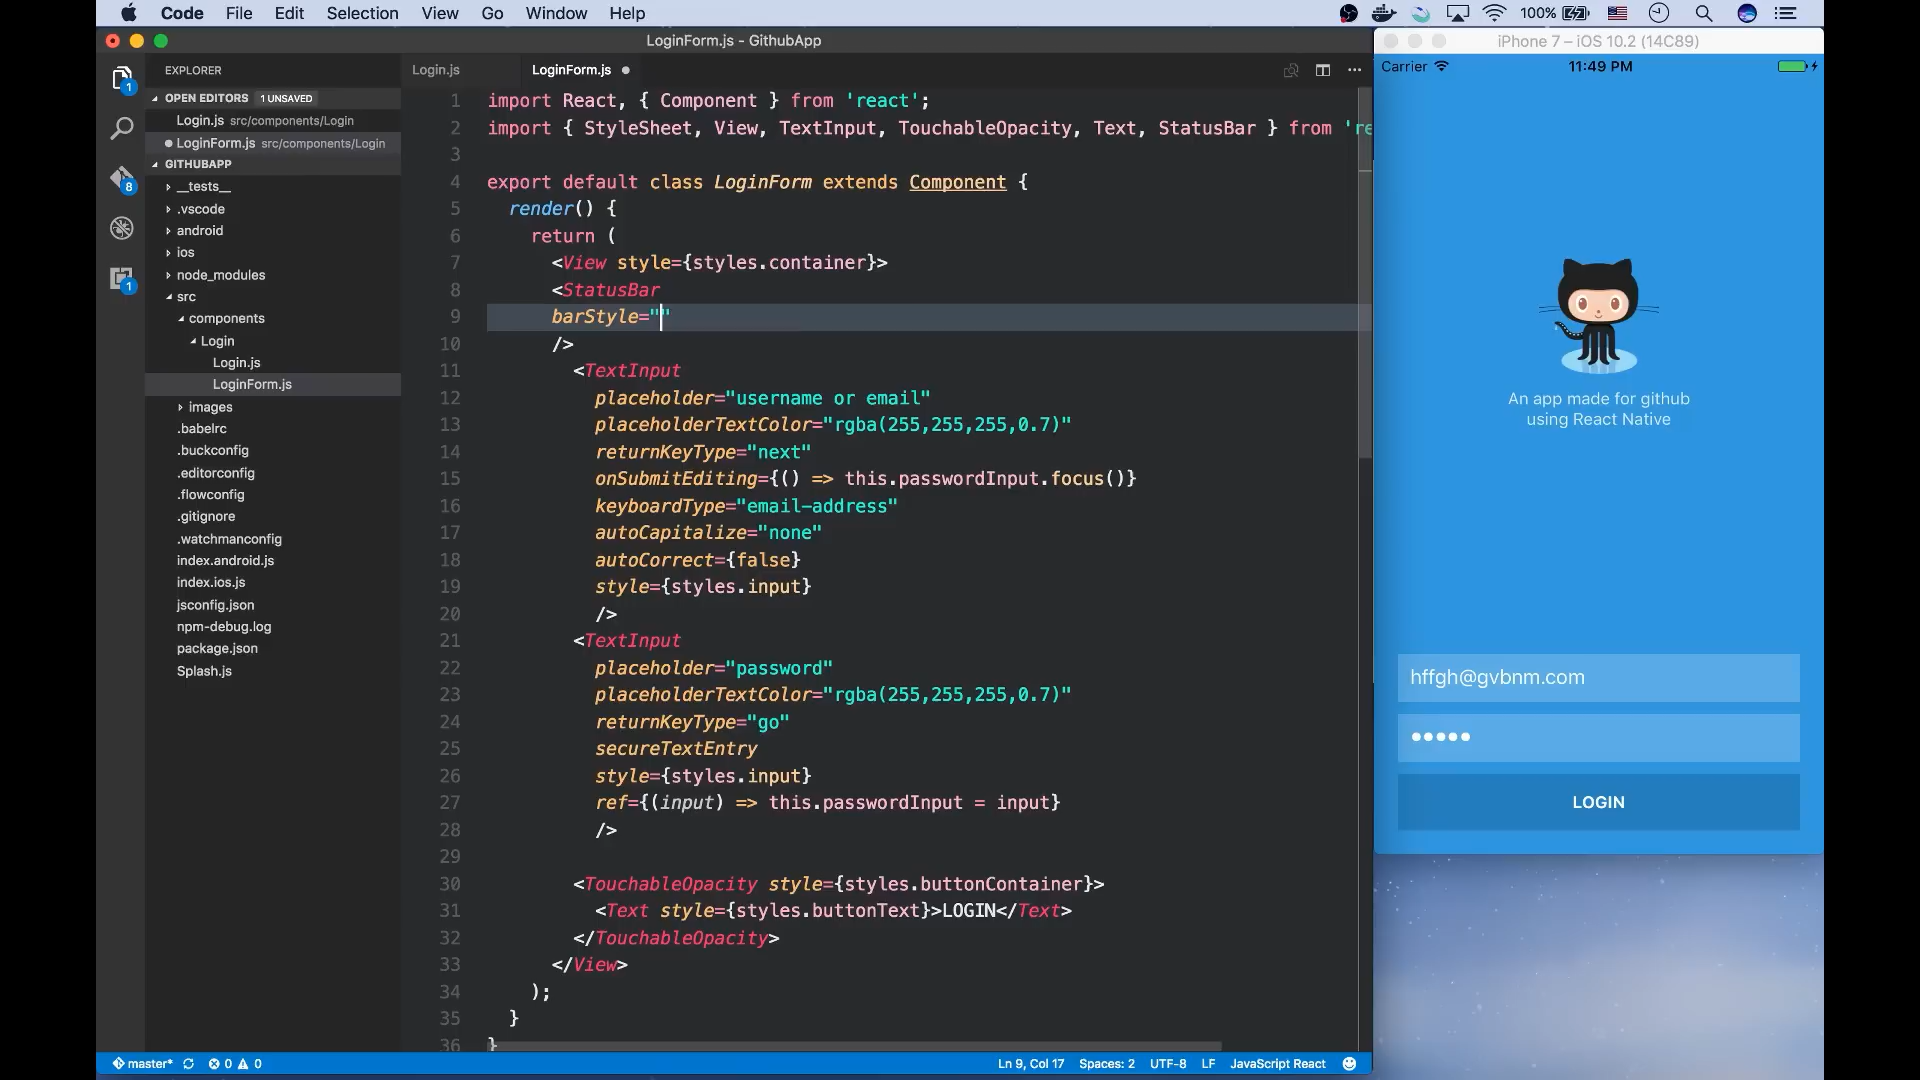 Code File Edit Selection View Go Window Help 100%
LoginForm.js - GithubApp
EXPLORER
OPEN EDITORS 1 UNSAVED
Login.js src/components/Login
LoginForm.js src/components/Login
GITHUBAPP
__tests__
.vscode
android
ios
node_modules
src
components
Login
Login.js
LoginForm.js
images
.babelrc
.buckconfig
.editorconfig
.flowconfig
.gitignore
.watchmanconfig
index.android.js
index.ios.js
jsconfig.json
npm-debug.log
package.json
Splash.js
1
8
1
Login.js LoginForm.js
1 import React, { Component } from 'react';
2 import { StyleSheet, View, TextInput, TouchableOpacity, Text, StatusBar } from 're
3
4 export default class LoginForm extends Component {
5 render() {
6 return (
7 <View style={styles.container}>
8 <StatusBar
9 barStyle=""
10 />
11 <TextInput
12 placeholder="username or email"
13 placeholderTextColor="rgba(255,255,255,0.7)"
14 returnKeyType="next"
15 onSubmitEditing={() => this.passwordInput.focus()}
16 keyboardType="email-address"
17 autoCapitalize="none"
18 autoCorrect={false}
19 style={styles.input}
20 />
21 <TextInput
22 placeholder="password"
23 placeholderTextColor="rgba(255,255,255,0.7)"
24 returnKeyType="go"
25 secureTextEntry
26 style={styles.input}
27 ref={(input) => this.passwordInput = input}
28 />
29
30 <TouchableOpacity style={styles.buttonContainer}>
31 <Text style={styles.buttonText}>LOGIN</Text>
32 </TouchableOpacity>
33 </View>
34 );
35 }
36 }
master* 0 0 Ln 9, Col 17 Spaces: 2 UTF-8 LF JavaScript React
iPhone 7 – iOS 10.2 (14C89)
Carrier 11:49 PM
An app made for github
using React Native
hffgh@gvbnm.com
●●●●●
LOGIN